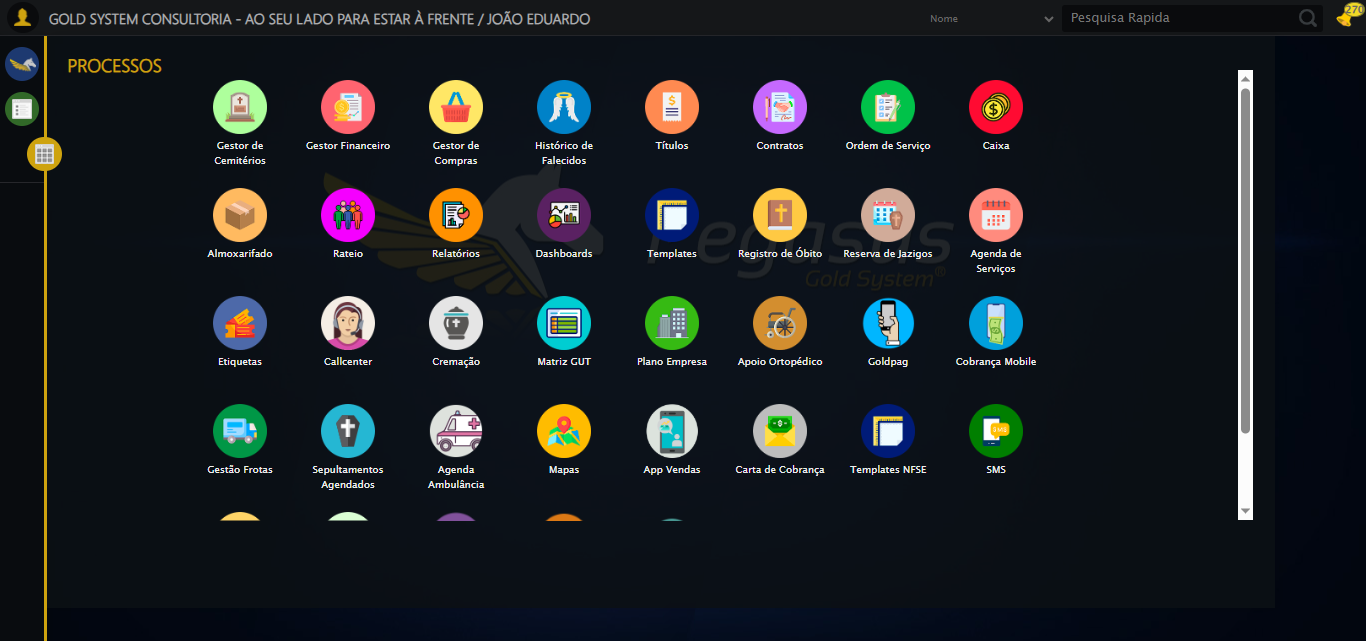 GOLD SYSTEM CONSULTORIA - AO SEU LADO PARA ESTAR À FRENTE / JOÃO EDUARDO
Nome
Pesquisa Rapida
270
PROCESSOS
Gestor de
Cemitérios
Gestor Financeiro
Gestor de
Compras
Histórico de
Falecidos
Títulos
Contratos
Ordem de Serviço
Caixa
Almoxarifado
Rateio
Relatórios
Dashboards
Templates
Registro de Óbito
Reserva de Jazigos
Agenda de
Serviços
Pegasus
Gold System®
Etiquetas
Callcenter
Cremação
Matriz GUT
Plano Empresa
Apoio Ortopédico
Goldpag
Cobrança Mobile
Gestão Frotas
Sepultamentos
Agendados
Agenda
Ambulância
Mapas
App Vendas
Carta de Cobrança
Templates NFSE
SMS
SMS